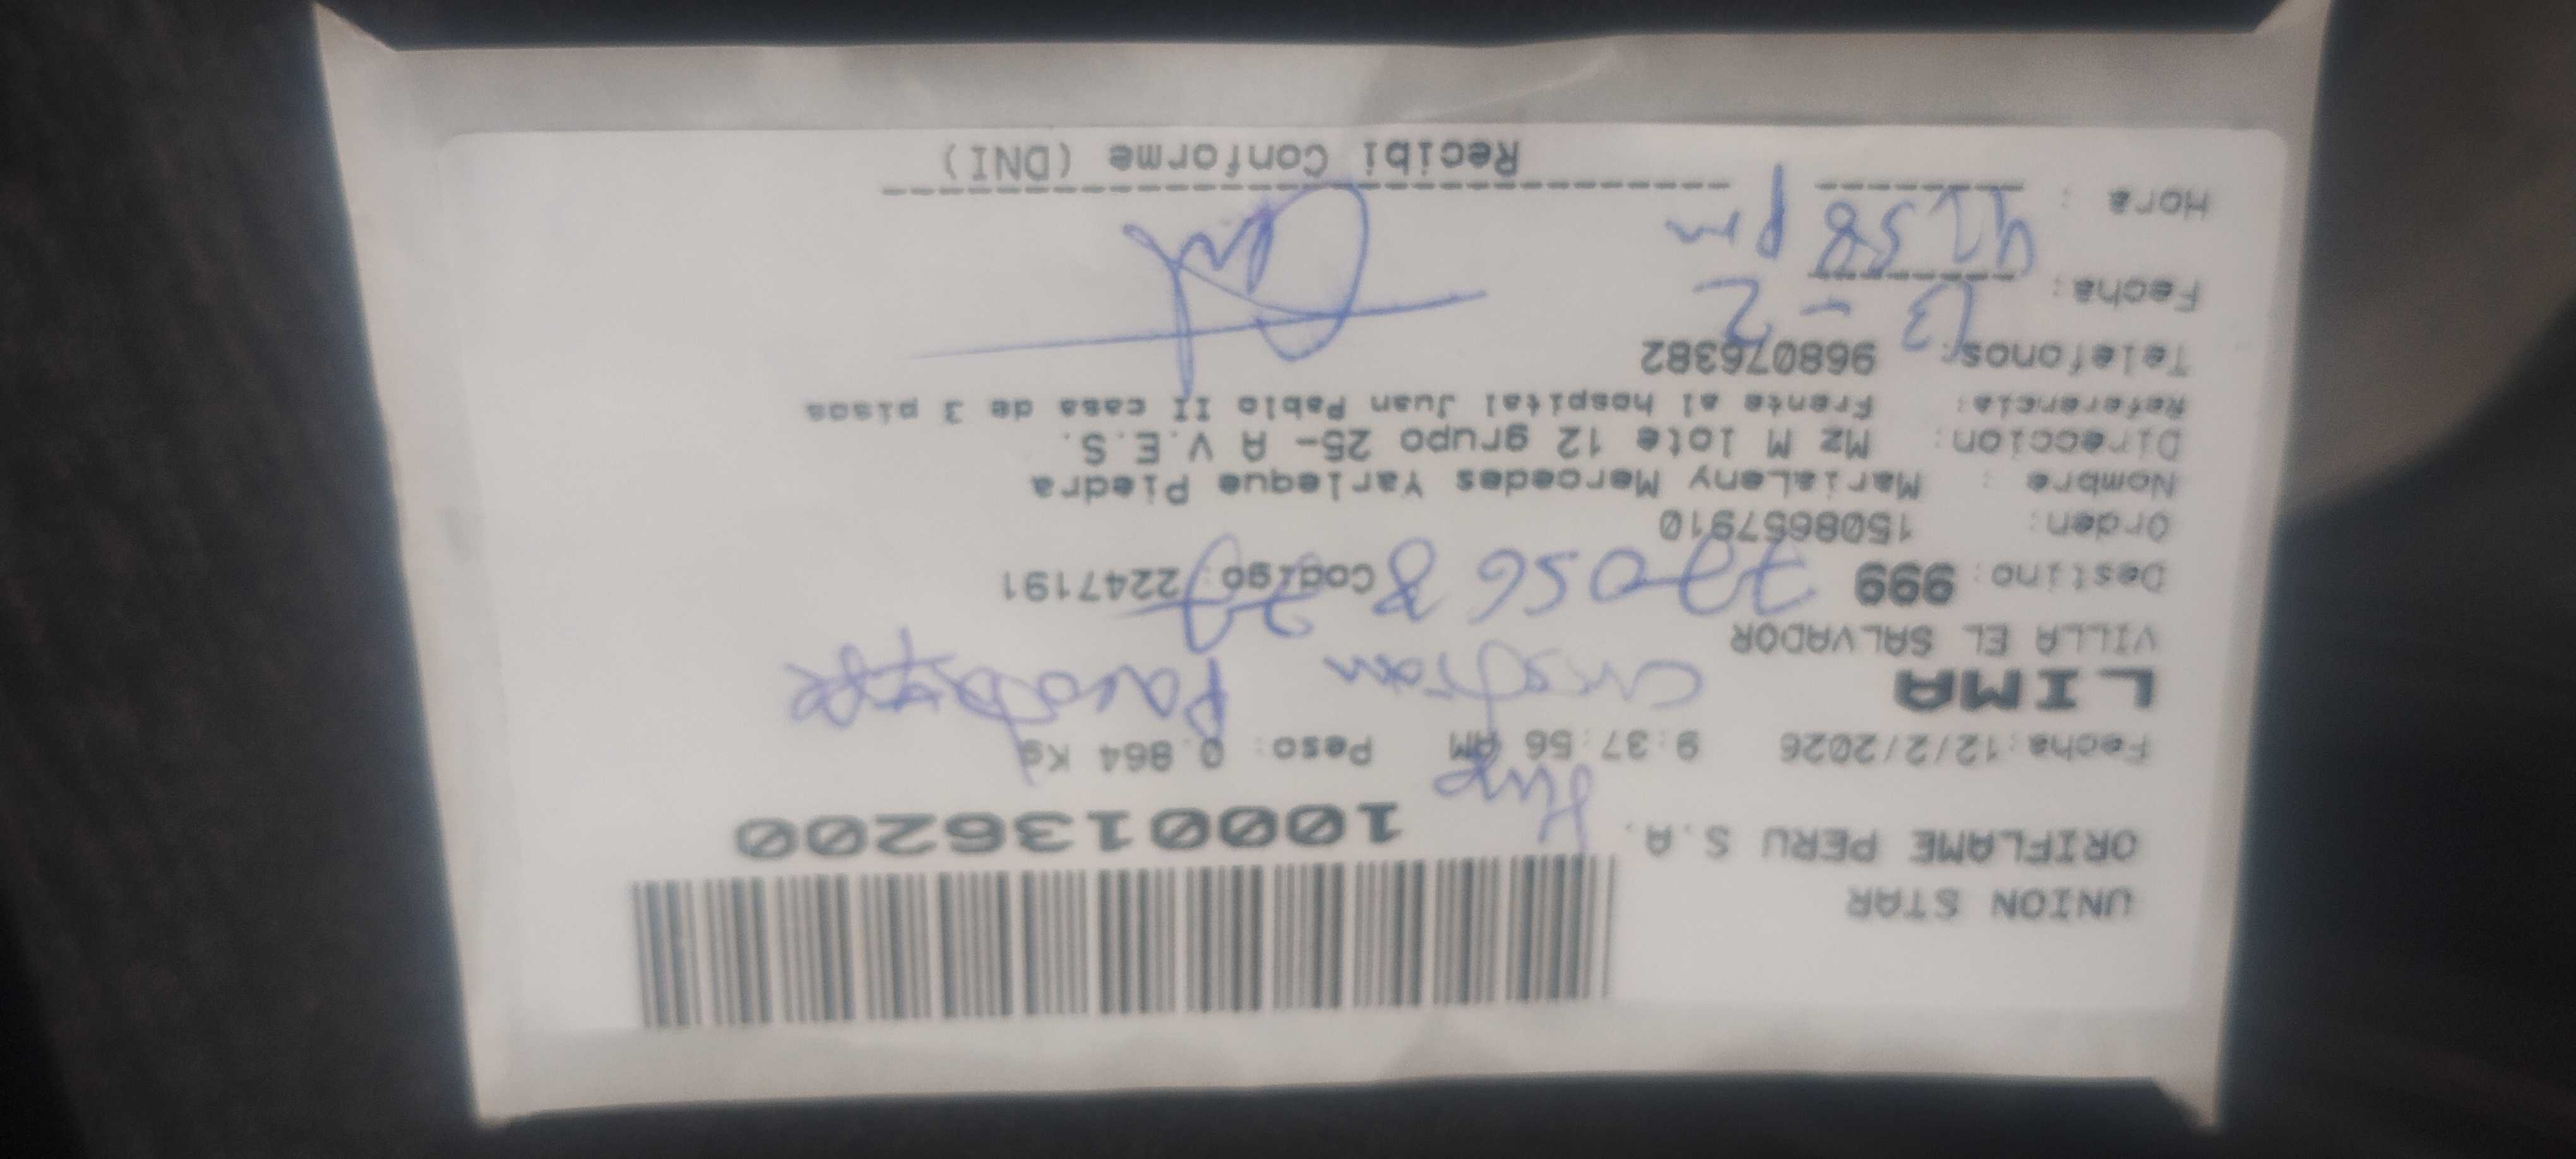 UNION STAR
ORIFLAME PERU S.A.
1000136200
Hijo
Fecha:12/2/2026 9:37:56 AM Peso: 0.864 Kg
LIMA
VILLA EL SALVADOR
Destino: 999 Codigo: 2247191
Orden: 1508657910
Nombre : MariaLeny Mercedes Yarleque Piedra
Direccion: Mz M lote 12 grupo 25- A V.E.S.
Referencia: Frente al hospital Juan Pablo II casa de 3 pisos
Telefonos: 968076382
Fecha: 13 - 2
Hora : 4:58 pm
Recibi Conforme (DNI)